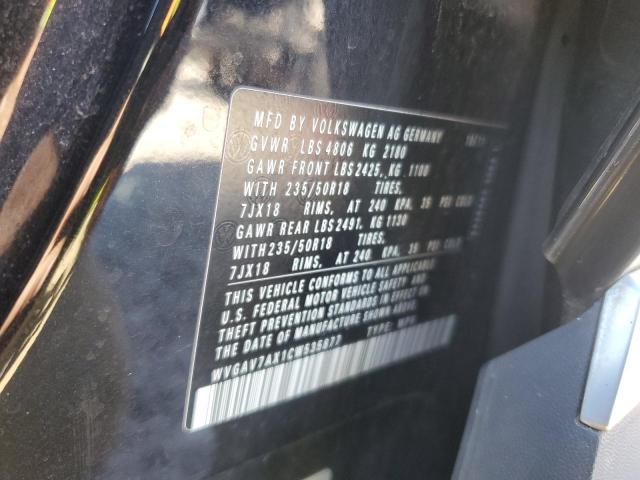 MFD BY VOLKSWAGEN AG GERMANY
GVWR LBS 4806 KG 2180
GAWR FRONT LBS 2425, KG 1100
WITH 235/50R18 TIRES,
7JX18 RIMS, AT 240 KPA, 35 PSI COLD
GAWR REAR LBS 2491, KG 1130
WITH 235/50R18 TIRES,
7JX18 RIMS, AT 240 KPA, 35 PSI COLD
THIS VEHICLE CONFORMS TO ALL APPLICABLE
U.S. FEDERAL MOTOR VEHICLE SAFETY AND
THEFT PREVENTION STANDARDS IN EFFECT ON
THE DATE OF MANUFACTURE SHOWN ABOVE.
WVGAV7AX1CW535877 TYPE: MPV